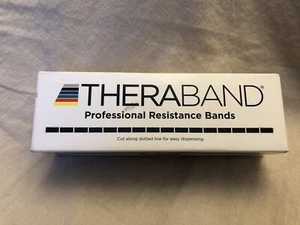 THERABAND®
Professional Resistance Bands
Cut along dotted line for easy dispensing